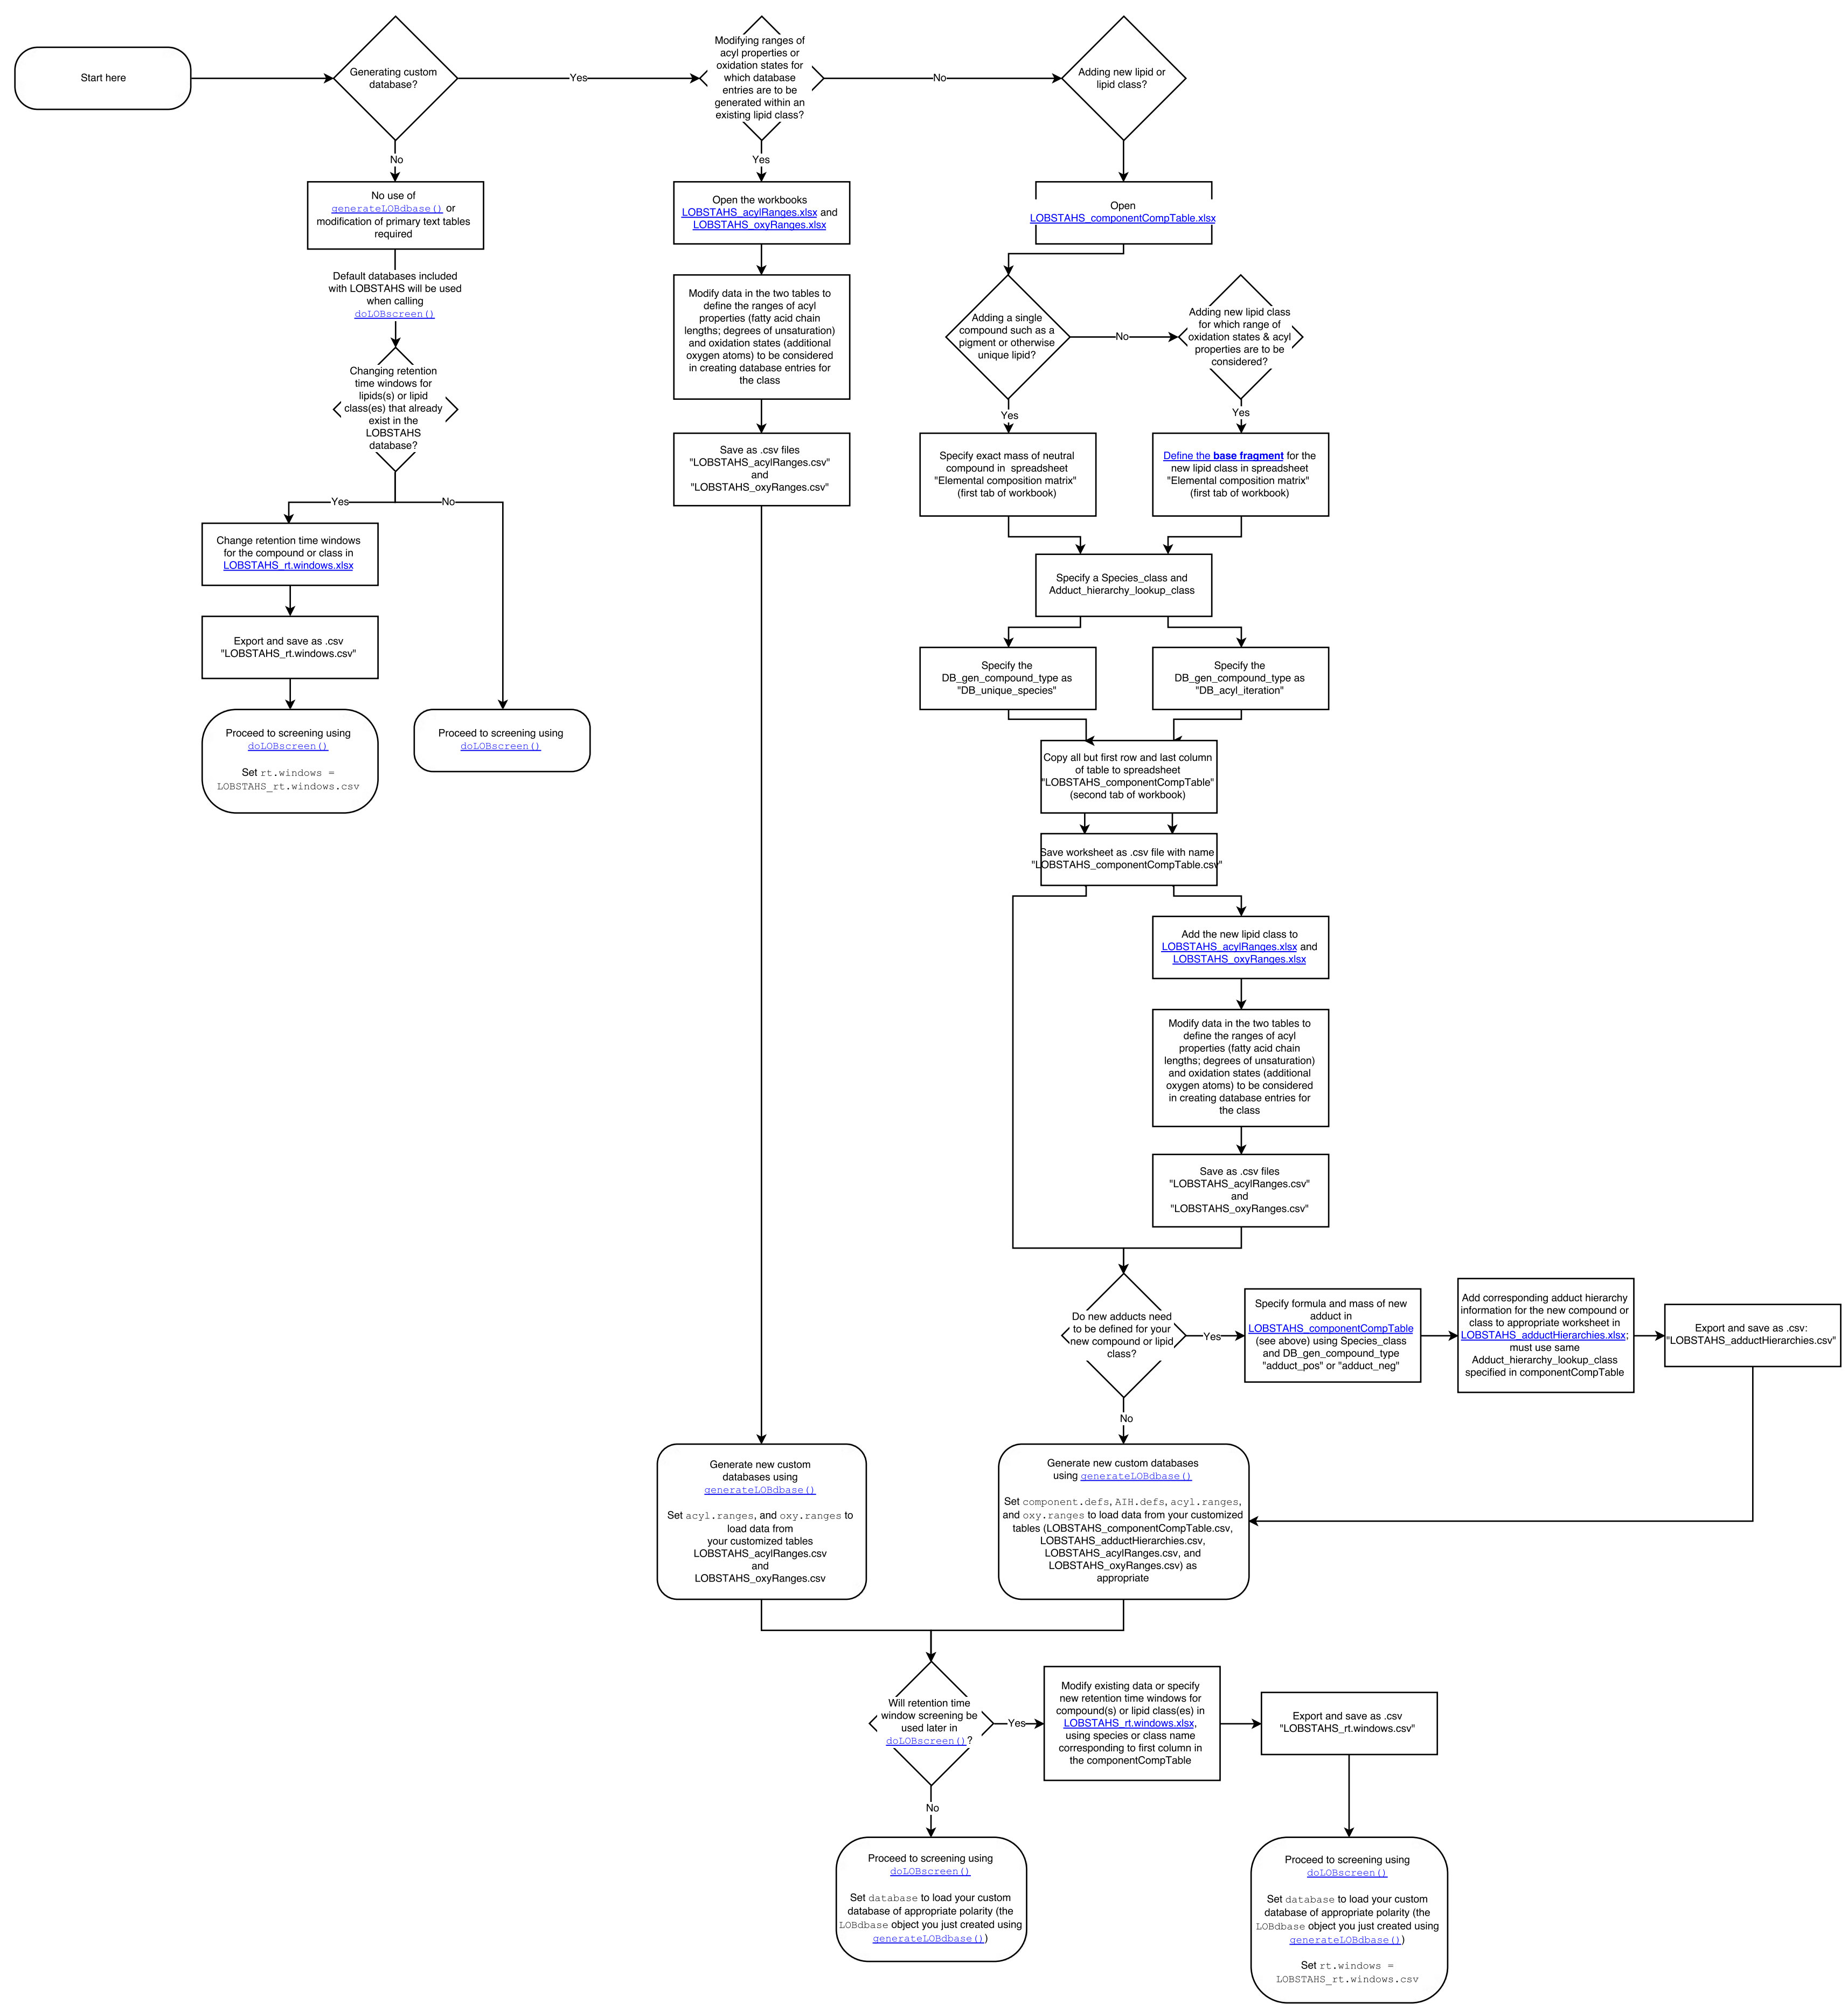 Start here
Generating custom
database?
Yes
Modifying ranges of
acyl properties or
oxidation states for
which database
entries are to be
generated within an
existing lipid class?
No
Adding new lipid or
lipid class?
No
No use of
generateLOBdbase() or
modification of primary text tables
required
Default databases included
with LOBSTAHS will be used
when calling
doLOBscreen()
Changing retention
time windows for
lipids(s) or lipid
class(es) that already
exist in the
LOBSTAHS
database?
Yes
No
Change retention time windows
for the compound or class in
LOBSTAHS_rt.windows.xlsx
Export and save as .csv
"LOBSTAHS_rt.windows.csv"
Proceed to screening using
doLOBscreen()
Set rt.windows =
LOBSTAHS_rt.windows.csv
Proceed to screening using
doLOBscreen()
Yes
Open the workbooks
LOBSTAHS_acylRanges.xlsx and
LOBSTAHS_oxyRanges.xlsx
Modify data in the two tables to
define the ranges of acyl
properties (fatty acid chain
lengths; degrees of unsaturation)
and oxidation states (additional
oxygen atoms) to be considered
in creating database entries for
the class
Save as .csv files
"LOBSTAHS_acylRanges.csv"
and
"LOBSTAHS_oxyRanges.csv"
Open
LOBSTAHS_componentCompTable.xlsx
Adding a single
compound such as a
pigment or otherwise
unique lipid?
No
Adding new lipid class
for which range of
oxidation states & acyl
properties are to be
considered?
Yes
Yes
Specify exact mass of neutral
compound in spreadsheet
"Elemental composition matrix"
(first tab of workbook)
Define the base fragment for the
new lipid class in spreadsheet
"Elemental composition matrix"
(first tab of workbook)
Specify a Species_class and
Adduct_hierarchy_lookup_class
Specify the
DB_gen_compound_type as
"DB_unique_species"
Specify the
DB_gen_compound_type as
"DB_acyl_iteration"
Copy all but first row and last column
of table to spreadsheet
"LOBSTAHS_componentCompTable"
(second tab of workbook)
Save worksheet as .csv file with name
"LOBSTAHS_componentCompTable.csv"
Add the new lipid class to
LOBSTAHS_acylRanges.xlsx and
LOBSTAHS_oxyRanges.xlsx
Modify data in the two tables to
define the ranges of acyl
properties (fatty acid chain
lengths; degrees of unsaturation)
and oxidation states (additional
oxygen atoms) to be considered
in creating database entries for
the class
Save as .csv files
"LOBSTAHS_acylRanges.csv"
and
"LOBSTAHS_oxyRanges.csv"
Do new adducts need
to be defined for your
new compound or lipid
class?
Yes
Specify formula and mass of new
adduct in
LOBSTAHS_componentCompTable
(see above) using Species_class
and DB_gen_compound_type
"adduct_pos" or "adduct_neg"
Add corresponding adduct hierarchy
information for the new compound or
class to appropriate worksheet in
LOBSTAHS_adductHierarchies.xlsx;
must use same
Adduct_hierarchy_lookup_class
specified in componentCompTable
Export and save as .csv:
"LOBSTAHS_adductHierarchies.csv"
No
Generate new custom
databases using
generateLOBdbase()
Set acyl.ranges, and oxy.ranges to
load data from
your customized tables
LOBSTAHS_acylRanges.csv
and
LOBSTAHS_oxyRanges.csv
Generate new custom databases
using generateLOBdbase()
Set component.defs, AIH.defs, acyl.ranges,
and oxy.ranges to load data from your customized
tables (LOBSTAHS_componentCompTable.csv,
LOBSTAHS_adductHierarchies.csv,
LOBSTAHS_acylRanges.csv, and
LOBSTAHS_oxyRanges.csv) as
appropriate
Will retention time
window screening be
used later in
doLOBscreen()?
Yes
Modify existing data or specify
new retention time windows for
compound(s) or lipid class(es) in
LOBSTAHS_rt.windows.xlsx,
using species or class name
corresponding to first column in
the componentCompTable
Export and save as .csv
"LOBSTAHS_rt.windows.csv"
No
Proceed to screening using
doLOBscreen()
Set database to load your custom
database of appropriate polarity (the
LOBdbase object you just created using
generateLOBdbase())
Proceed to screening using
doLOBscreen()
Set database to load your custom
database of appropriate polarity (the
LOBdbase object you just created using
generateLOBdbase())
Set rt.windows =
LOBSTAHS_rt.windows.csv